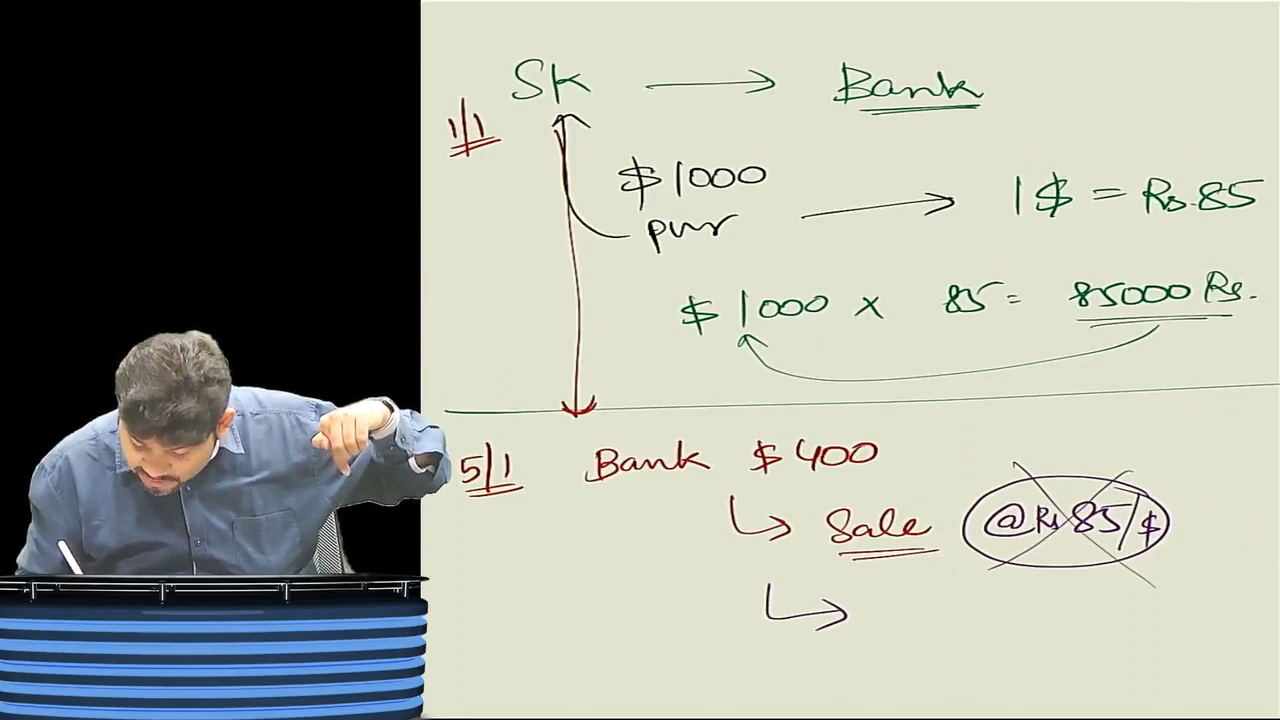 SK → Bank
1/1
$1000
pur → 1$ = Rs.85
$1000 x 85= 85000 Rs.
5/1 Bank $400
Sale @Rs 85/$